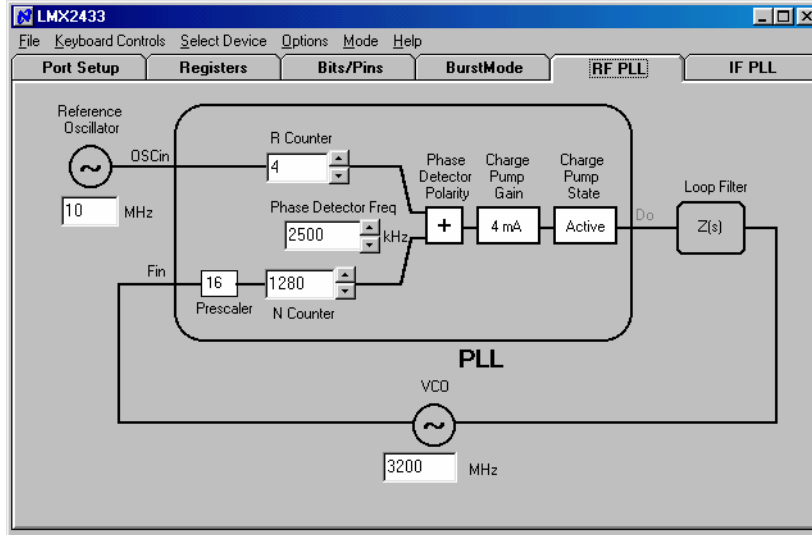 LMX2433
File Keyboard Controls Select Device Options Mode Help
Port Setup Registers Bits/Pins BurstMode RF PLL IF PLL
Reference
Oscillator
OSCin
10 MHz
R Counter
4
Phase Detector Freq
2500 kHz
Phase
Detector
Polarity
+
Charge
Pump
Gain
4 mA
Charge
Pump
State
Active
Do
Loop Filter
Z(s)
Fin
16
Prescaler
1280
N Counter
PLL
VCO
3200 MHz